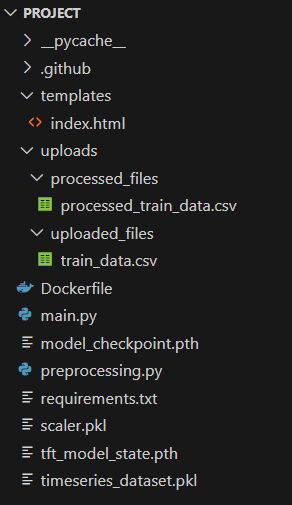 PROJECT
__pycache__
.github
templates
index.html
uploads
processed_files
processed_train_data.csv
uploaded_files
train_data.csv
Dockerfile
main.py
model_checkpoint.pth
preprocessing.py
requirements.txt
scaler.pkl
tft_model_state.pth
timeseries_dataset.pkl